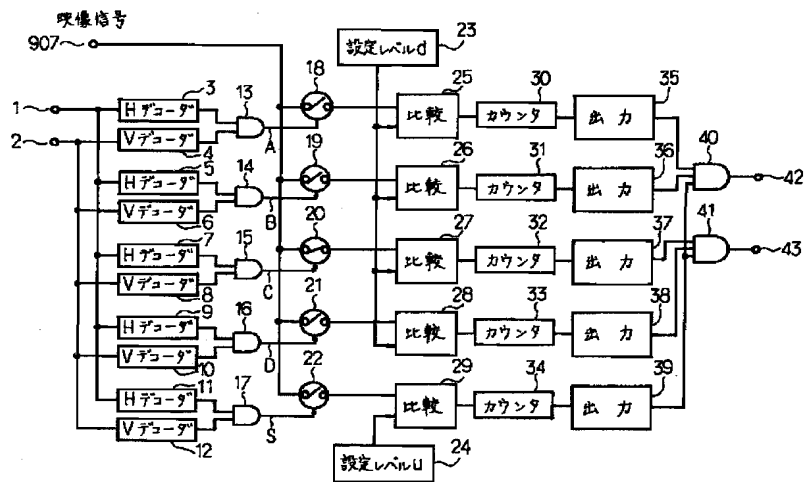 映像信号
907
1
2
3
Hデコーダ
Vデコーダ
4
5
Hデコーダ
Vデコーダ
6
7
Hデコーダ
Vデコーダ
8
9
Hデコーダ
Vデコーダ
10
11
Hデコーダ
Vデコーダ
12
13
A
14
B
15
C
16
D
17
S
18
19
20
21
22
設定レベルd
23
設定レベルu
24
25
比較
26
比較
27
比較
28
比較
29
比較
30
カウンタ
31
カウンタ
32
カウンタ
33
カウンタ
34
カウンタ
35
出力
36
出力
37
出力
38
出力
39
出力
40
41
42
43